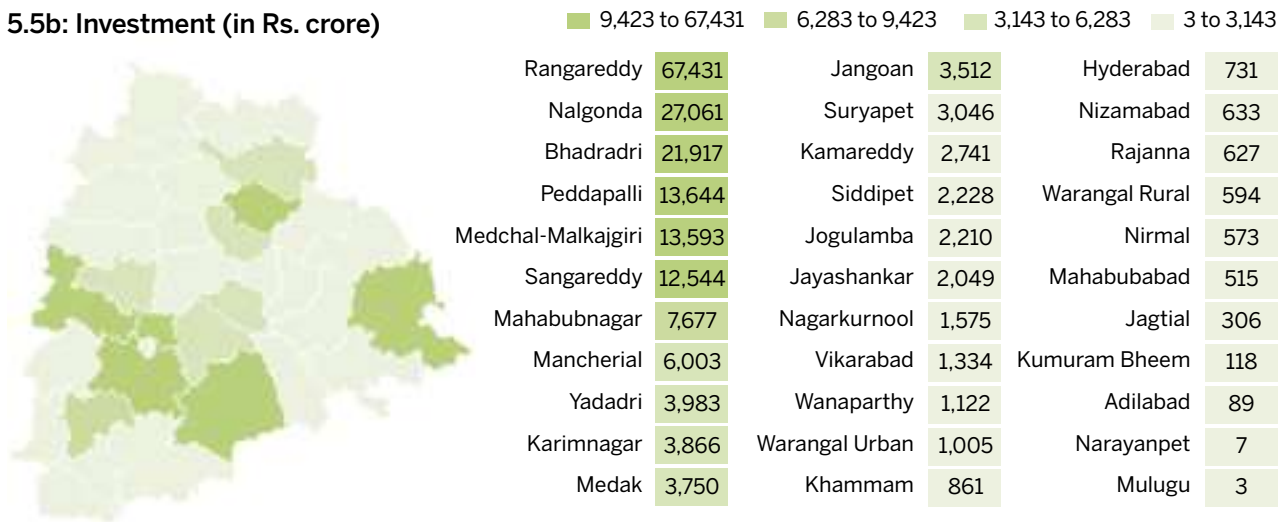 5.5b: Investment (in Rs. crore)
9,423 to 67,431 6,283 to 9,423 3,143 to 6,283 3 to 3,143
Rangareddy 67,431 Jangoan 3,512 Hyderabad 731
Nalgonda 27,061 Suryapet 3,046 Nizamabad 633
Bhadradri 21,917 Kamareddy 2,741 Rajanna 627
Peddapalli 13,644 Siddipet 2,228 Warangal Rural 594
Medchal-Malkajgiri 13,593 Jogulamba 2,210 Nirmal 573
Sangareddy 12,544 Jayashankar 2,049 Mahabubabad 515
Mahabubnagar 7,677 Nagarkurnool 1,575 Jagtial 306
Mancherial 6,003 Vikarabad 1,334 Kumuram Bheem 118
Yadadri 3,983 Wanaparthy 1,122 Adilabad 89
Karimnagar 3,866 Warangal Urban 1,005 Narayanpet 7
Medak 3,750 Khammam 861 Mulugu 3